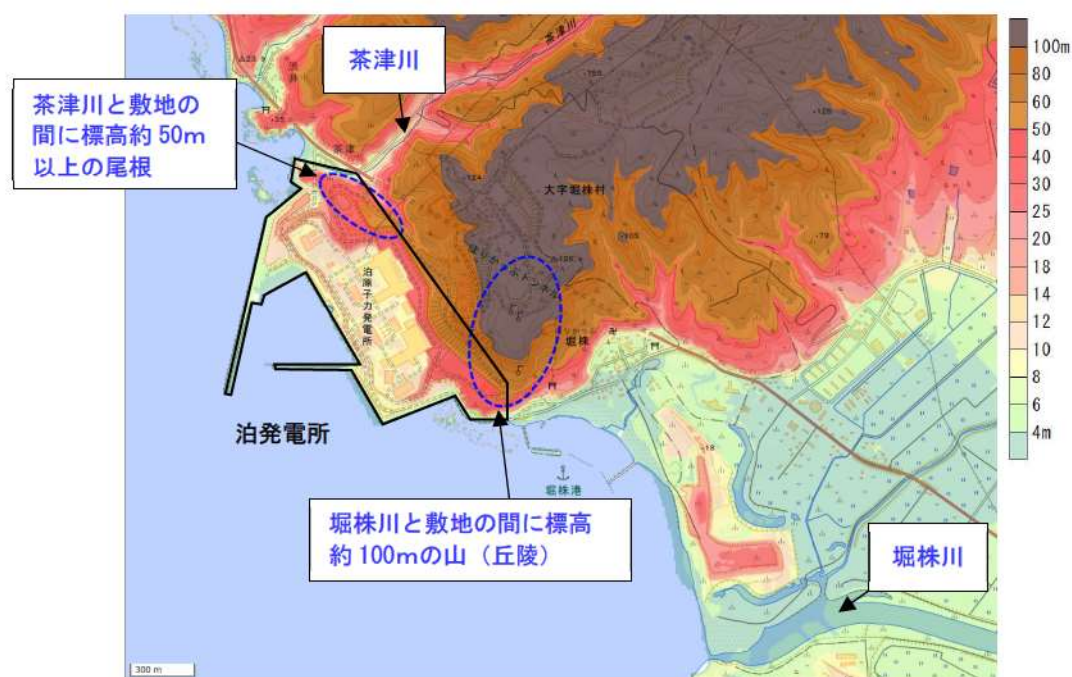 茶津川
茶津川と敷地の
間に標高約 50m
以上の尾根
茶津川
茶津
大字堀株村
泊原子力発電所
堀株
泊発電所
堀株港
堀株川と敷地の間に標高
約 100mの山（丘陵）
堀株川
100m
80
60
50
40
30
25
20
18
14
12
10
8
6
4m
300 m